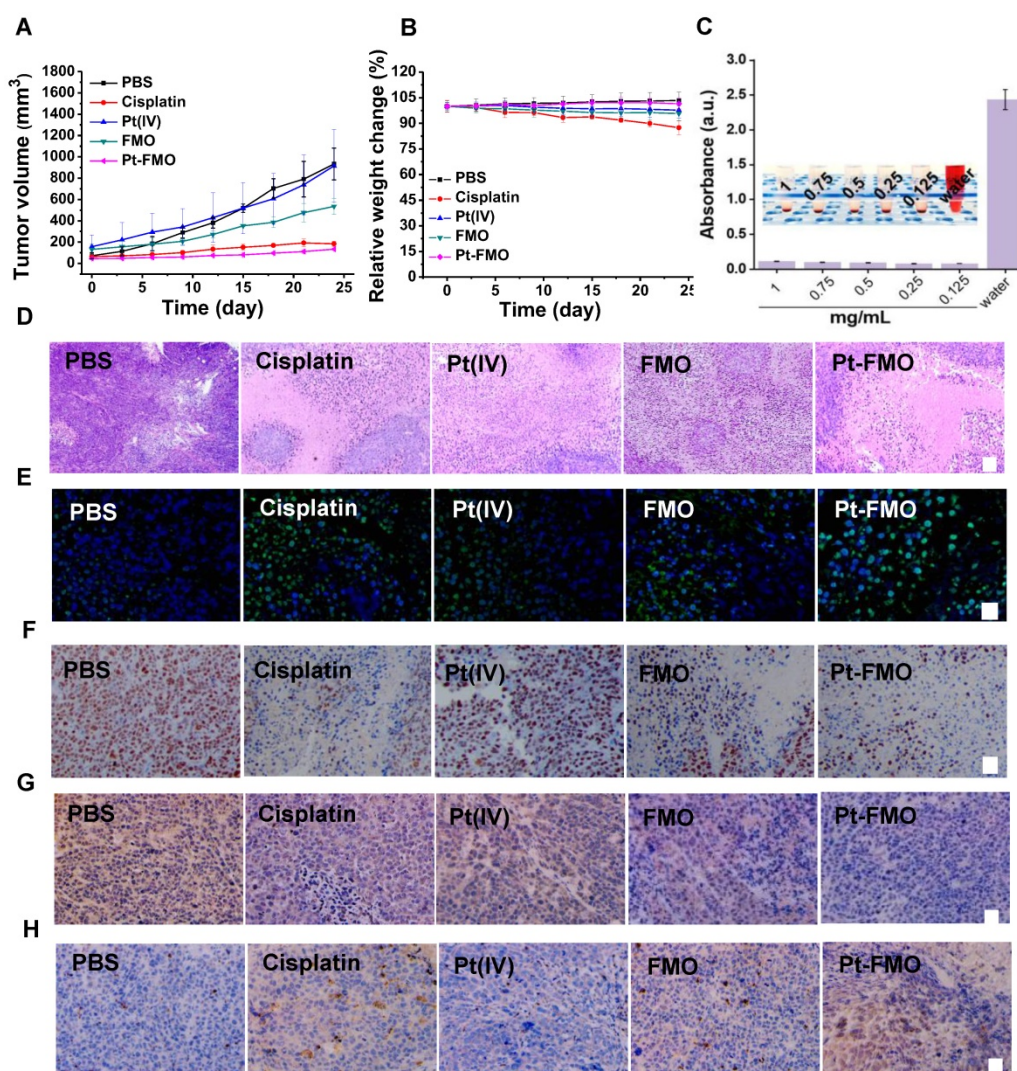 A
Tumor volume (mm³)
1800
1600
1400
1200
1000
800
600
400
200
0
PBS
Cisplatin
Pt(IV)
FMO
Pt-FMO
0 5 10 15 20 25
Time (day)
B
Relative weight change (%)
120
105
90
75
60
45
30
15
0
PBS
Cisplatin
Pt(IV)
FMO
Pt-FMO
0 5 10 15 20 25
Time (day)
C
Absorbance (a.u.)
3.0
2.5
2.0
1.5
1.0
0.5
0.0
1 0.75 0.5 0.25 0.125 water
1 0.75 0.5 0.25 0.125 water
mg/mL
D
PBS Cisplatin Pt(IV) FMO Pt-FMO
E
PBS Cisplatin Pt(IV) FMO Pt-FMO
F
PBS Cisplatin Pt(IV) FMO Pt-FMO
G
PBS Cisplatin Pt(IV) FMO Pt-FMO
H
PBS Cisplatin Pt(IV) FMO Pt-FMO